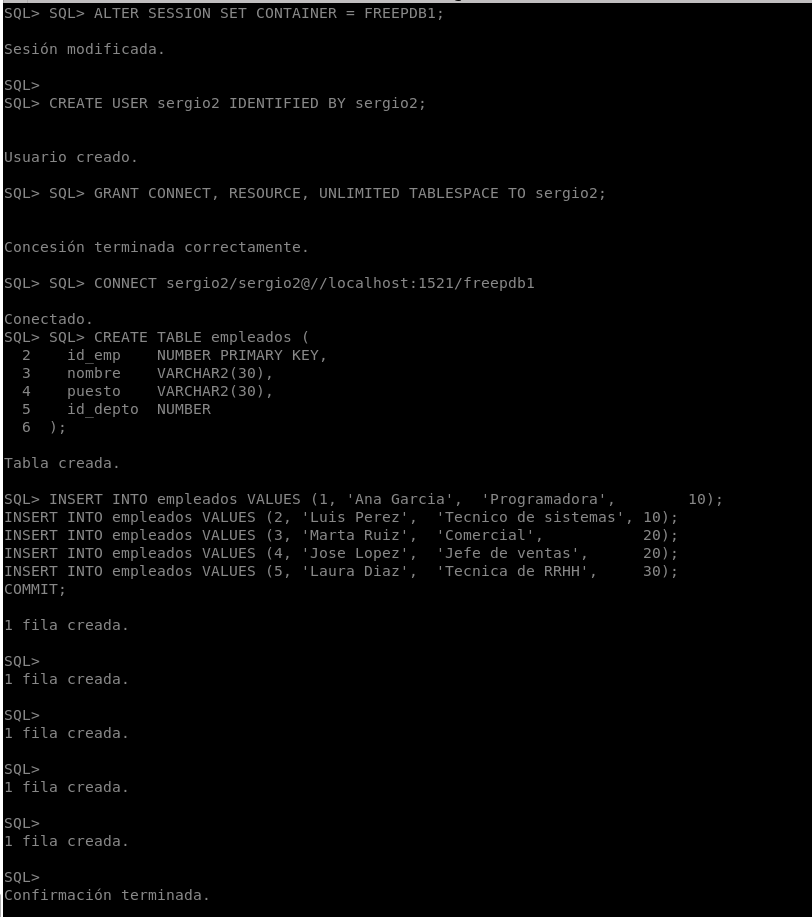 SQL> SQL> ALTER SESSION SET CONTAINER = FREEPDB1;
Sesión modificada.
SQL>
SQL> CREATE USER sergio2 IDENTIFIED BY sergio2;
Usuario creado.
SQL> SQL> GRANT CONNECT, RESOURCE, UNLIMITED TABLESPACE TO sergio2;
Concesión terminada correctamente.
SQL> SQL> CONNECT sergio2/sergio2@//localhost:1521/freepdb1
Conectado.
SQL> SQL> CREATE TABLE empleados (
  2    id_emp    NUMBER PRIMARY KEY,
  3    nombre    VARCHAR2(30),
  4    puesto    VARCHAR2(30),
  5    id_depto  NUMBER
  6  );
Tabla creada.
SQL> INSERT INTO empleados VALUES (1, 'Ana Garcia',  'Programadora',        10);
INSERT INTO empleados VALUES (2, 'Luis Perez',  'Tecnico de sistemas', 10);
INSERT INTO empleados VALUES (3, 'Marta Ruiz',  'Comercial',           20);
INSERT INTO empleados VALUES (4, 'Jose Lopez',  'Jefe de ventas',      20);
INSERT INTO empleados VALUES (5, 'Laura Diaz',  'Tecnica de RRHH',     30);
COMMIT;
1 fila creada.
SQL>
1 fila creada.
SQL>
1 fila creada.
SQL>
1 fila creada.
SQL>
1 fila creada.
SQL>
Confirmación terminada.